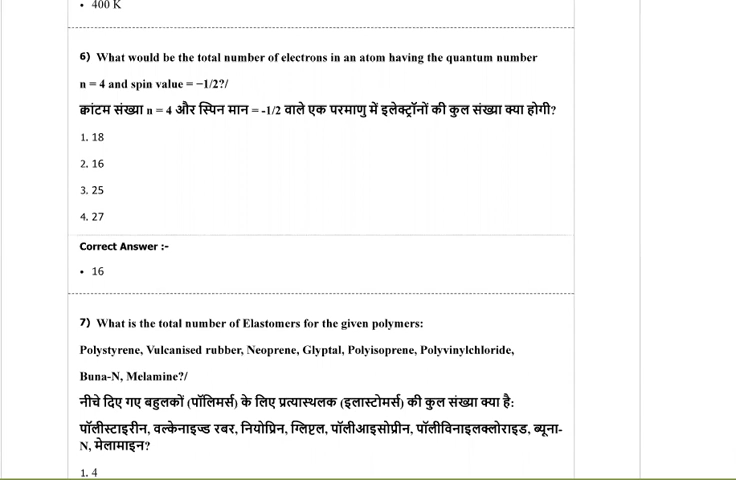 • 400 K
6) What would be the total number of electrons in an atom having the quantum number
n = 4 and spin value = −1/2?/
क्वांटम संख्या n = 4 और स्पिन मान = -1/2 वाले एक परमाणु में इलेक्ट्रॉनों की कुल संख्या क्या होगी?
1. 18
2. 16
3. 25
4. 27
Correct Answer :-
• 16
7) What is the total number of Elastomers for the given polymers:
Polystyrene, Vulcanised rubber, Neoprene, Glyptal, Polyisoprene, Polyvinylchloride,
Buna-N, Melamine?/
नीचे दिए गए बहुलकों (पॉलिमर्स) के लिए प्रत्यास्थलक (इलास्टोमर्स) की कुल संख्या क्या है:
पॉलीस्टाइरीन, वल्केनाइज्ड रबर, नियोप्रिन, ग्लिप्टल, पॉलीआइसोप्रीन, पॉलीविनाइलक्लोराइड, ब्यूना-
N, मेलामाइन?
1. 4